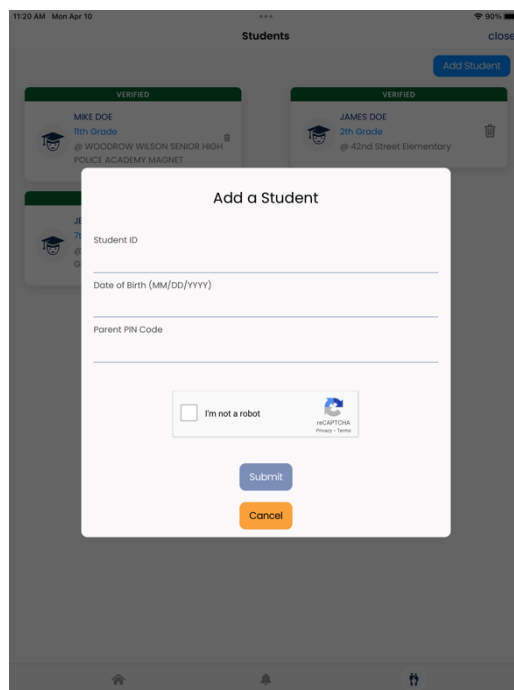 11:20 AM Mon Apr 10
90%
Students
close
Add Student
VERIFIED
MIKE DOE
11th Grade
@ WOODROW WILSON SENIOR HIGH
POLICE ACADEMY MAGNET
VERIFIED
JAMES DOE
2th Grade
@ 42nd Street Elementary
JE
7t
@
G
Add a Student
Student ID
Date of Birth (MM/DD/YYYY)
Parent PIN Code
I'm not a robot
reCAPTCHA
Privacy - Terms
Submit
Cancel